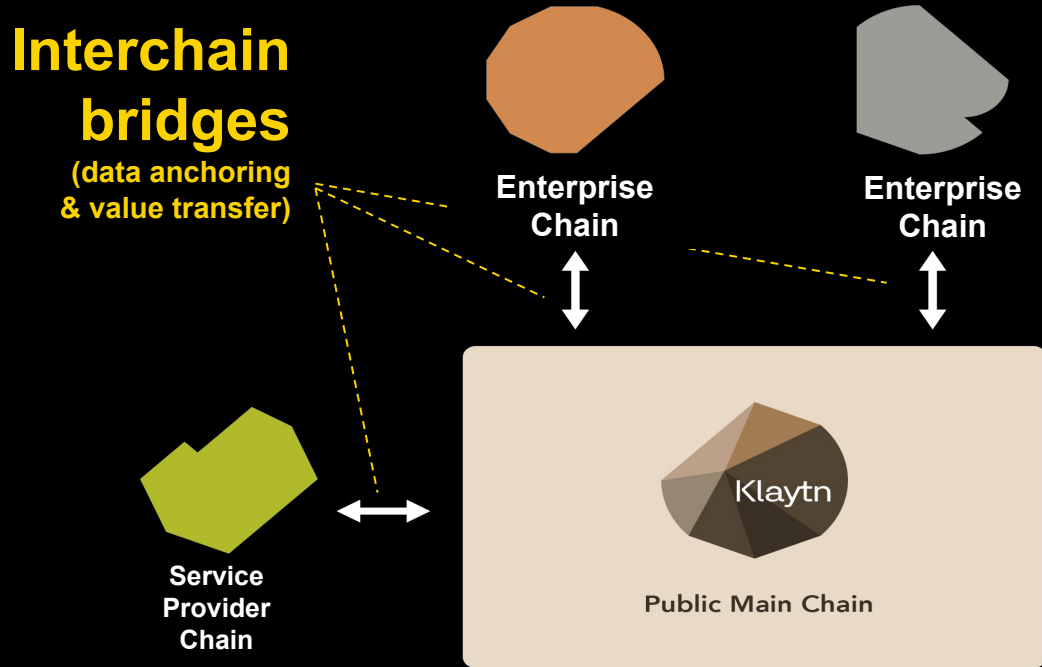 Interchain
bridges
(data anchoring
& value transfer)
Enterprise
Chain
Enterprise
Chain
Klaytn
Public Main Chain
Service
Provider
Chain